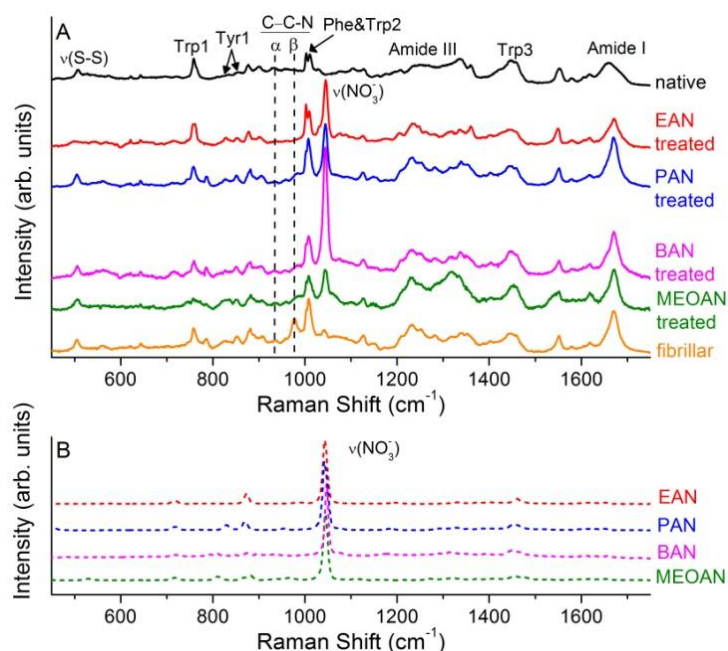 A
ν(S-S)
Trp1
Tyr1
C–C-N
α β
Phe&Trp2
ν(NO₃⁻)
Amide III
Trp3
Amide I
native
EAN
treated
PAN
treated
BAN
treated
MEOAN
treated
fibrillar
Intensity (arb. units)
600 800 1000 1200 1400 1600
Raman Shift (cm⁻¹)
B
ν(NO₃⁻)
EAN
PAN
BAN
MEOAN
Intensity (arb. units)
600 800 1000 1200 1400 1600
Raman Shift (cm⁻¹)